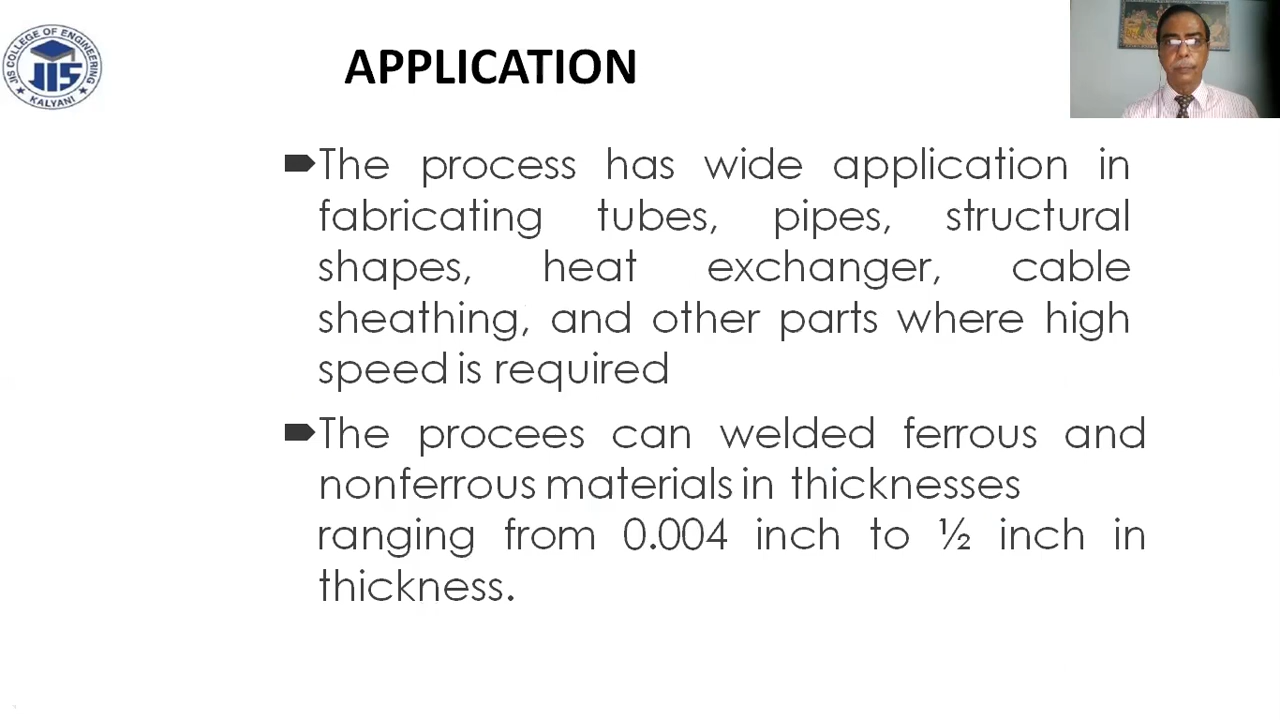 JIS COLLEGE OF ENGINEERING
JIS
KALYANI
APPLICATION
The process has wide application in
fabricating tubes, pipes, structural
shapes, heat exchanger, cable
sheathing, and other parts where high
speed is required
The procees can welded ferrous and
nonferrous materials in thicknesses
ranging from 0.004 inch to ½ inch in
thickness.